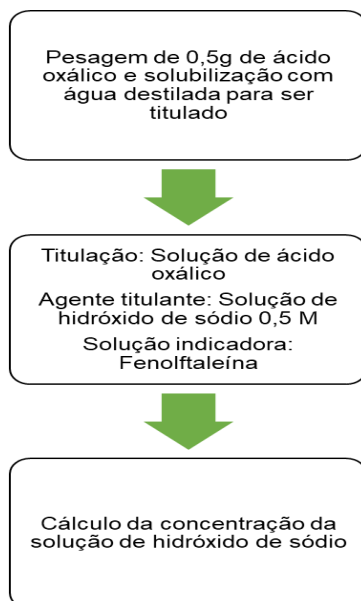 Pesagem de 0,5g de ácido
oxálico e solubilização com
água destilada para ser
titulado
Titulação: Solução de ácido
oxálico
Agente titulante: Solução de
hidróxido de sódio 0,5 M
Solução indicadora:
Fenolftaleína
Cálculo da concentração da
solução de hidróxido de sódio